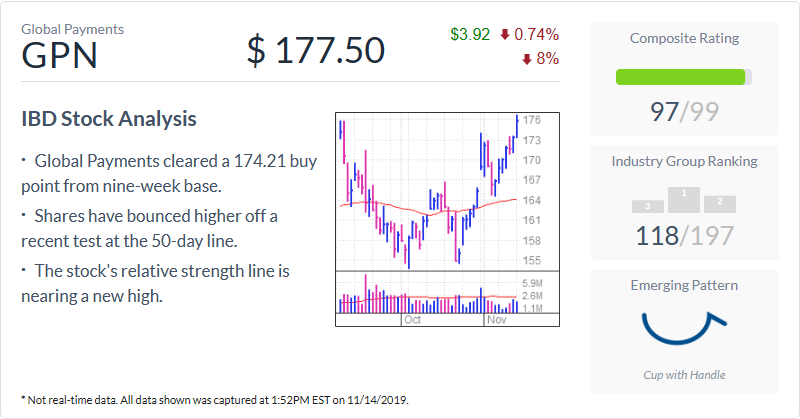 Global Payments
GPN
$ 177.50
$3.92 0.74%
8%
IBD Stock Analysis
· Global Payments cleared a 174.21 buy
point from nine-week base.
· Shares have bounced higher off a
recent test at the 50-day line.
· The stock's relative strength line is
nearing a new high.
176
173
170
167
164
161
158
155
5.9M
2.6M
1.1M
Oct
Nov
Composite Rating
97/99
Industry Group Ranking
3
1
2
118/197
Emerging Pattern
Cup with Handle
* Not real-time data. All data shown was captured at 1:52PM EST on 11/14/2019.